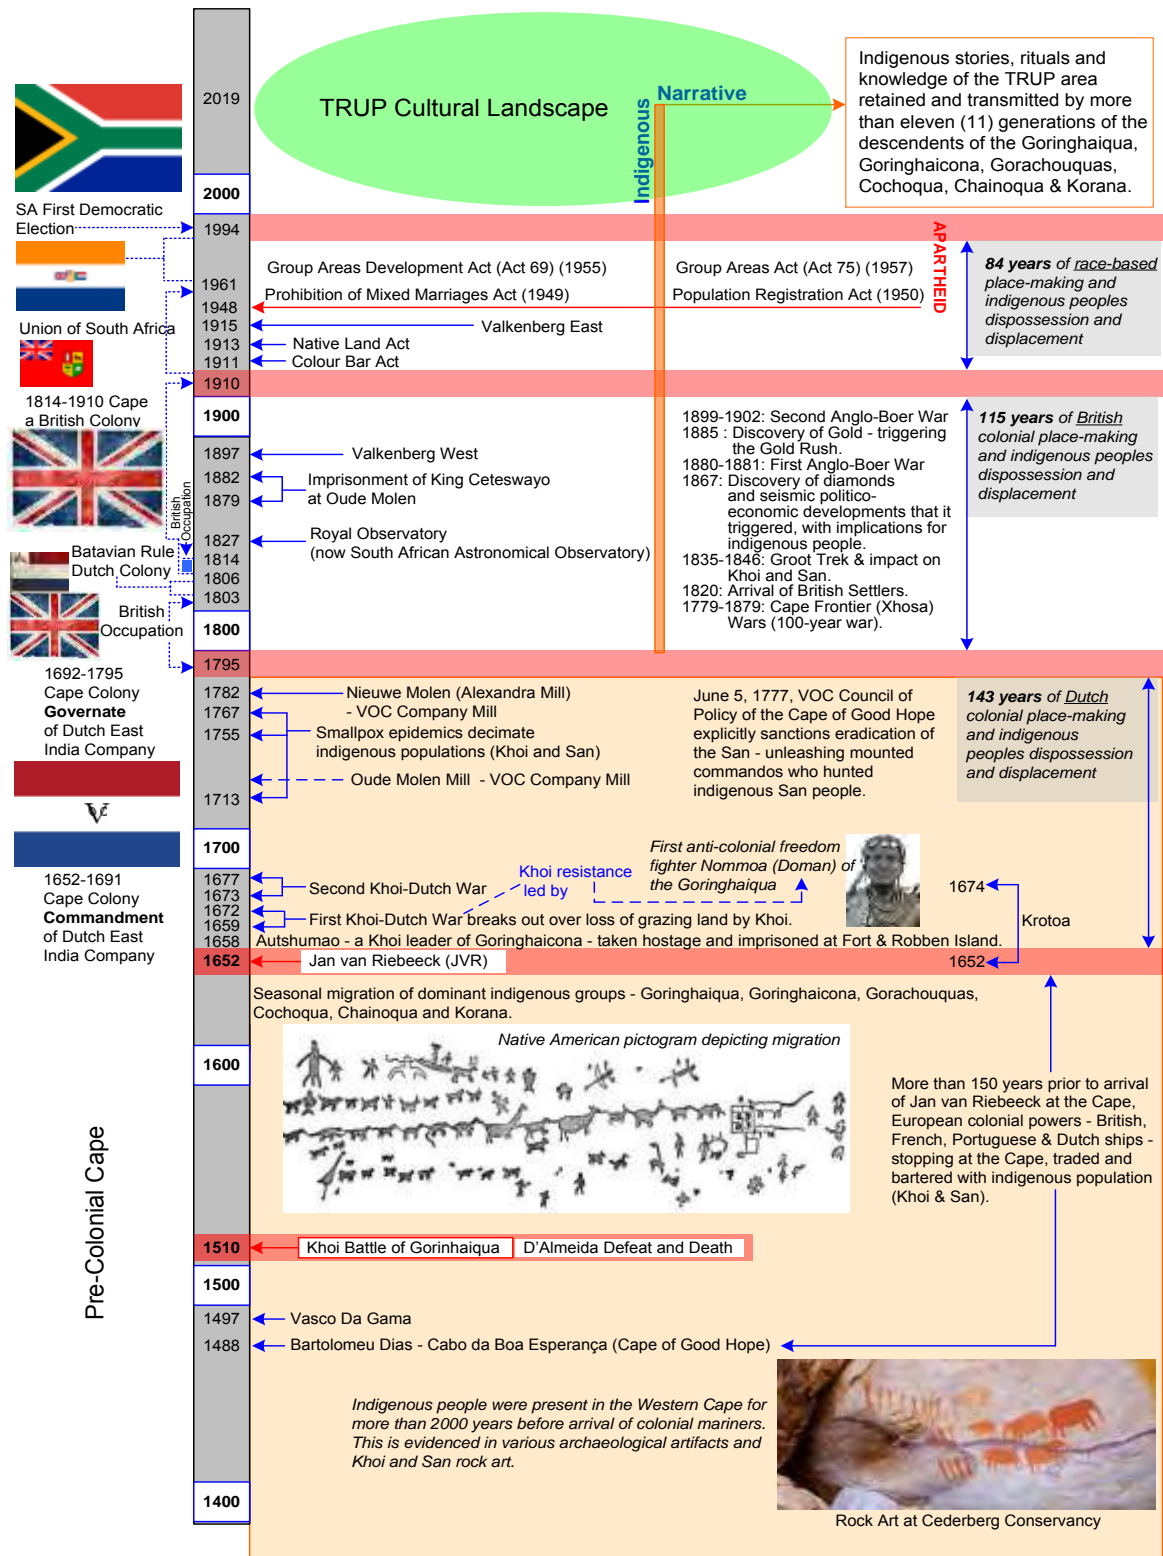 2019
TRUP Cultural Landscape
Indigenous
Narrative
Indigenous stories, rituals and
knowledge of the TRUP area
retained and transmitted by more
than eleven (11) generations of the
descendents of the Goringhaiqua,
Goringhaicona, Gorachouquas,
Cochoqua, Chainoqua & Korana.
2000
SA First Democratic
Election
1994
APARTHEID
Group Areas Development Act (Act 69) (1955)
Group Areas Act (Act 75) (1957)
84 years of race-based
place-making and
indigenous peoples
dispossession and
displacement
1961
Prohibition of Mixed Marriages Act (1949)
Population Registration Act (1950)
1948
Union of South Africa
1915
Valkenberg East
1913
Native Land Act
1911
Colour Bar Act
1910
1814-1910 Cape
a British Colony
1900
1899-1902: Second Anglo-Boer War
1885 : Discovery of Gold - triggering
the Gold Rush.
1880-1881: First Anglo-Boer War
1867: Discovery of diamonds
and seismic politico-
economic developments that it
triggered, with implications for
indigenous people.
1835-1846: Groot Trek & impact on
Khoi and San.
1820: Arrival of British Settlers.
1779-1879: Cape Frontier (Xhosa)
Wars (100-year war).
115 years of British
colonial place-making
and indigenous peoples
dispossession and
displacement
1897
Valkenberg West
1882
Imprisonment of King Ceteswayo
at Oude Molen
1879
British
Occupation
1827
Royal Observatory
(now South African Astronomical Observatory)
1814
Batavian Rule
Dutch Colony
1806
1803
British
Occupation
1800
1795
1692-1795
Cape Colony
Governate
of Dutch East
India Company
1782
Nieuwe Molen (Alexandra Mill)
- VOC Company Mill
1767
1755
Smallpox epidemics decimate
indigenous populations (Khoi and San)
Oude Molen Mill - VOC Company Mill
1713
June 5, 1777, VOC Council of
Policy of the Cape of Good Hope
explicitly sanctions eradication of
the San - unleashing mounted
commandos who hunted
indigenous San people.
143 years of Dutch
colonial place-making
and indigenous
peoples dispossession
and displacement
1700
1652-1691
Cape Colony
Commandment
of Dutch East
India Company
1677
1673
Second Khoi-Dutch War
Khoi resistance
led by
First anti-colonial freedom
fighter Nommoa (Doman) of
the Goringhaiqua
1672
1659
First Khoi-Dutch War breaks out over loss of grazing land by Khoi.
1674
Krotoa
1652
1658
Autshumao - a Khoi leader of Goringhaicona - taken hostage and imprisoned at Fort & Robben Island.
1652
Jan van Riebeeck (JVR)
Seasonal migration of dominant indigenous groups - Goringhaiqua, Goringhaicona, Gorachouquas,
Cochoqua, Chainoqua and Korana.
Native American pictogram depicting migration
1600
More than 150 years prior to arrival
of Jan van Riebeeck at the Cape,
European colonial powers - British,
French, Portuguese & Dutch ships -
stopping at the Cape, traded and
bartered with indigenous population
(Khoi & San).
Pre-Colonial Cape
1510
Khoi Battle of Gorinhaiqua
D'Almeida Defeat and Death
1500
1497
Vasco Da Gama
1488
Bartolomeu Dias - Cabo da Boa Esperança (Cape of Good Hope)
Indigenous people were present in the Western Cape for
more than 2000 years before arrival of colonial mariners.
This is evidenced in various archaeological artifacts and
Khoi and San rock art.
1400
Rock Art at Cederberg Conservancy